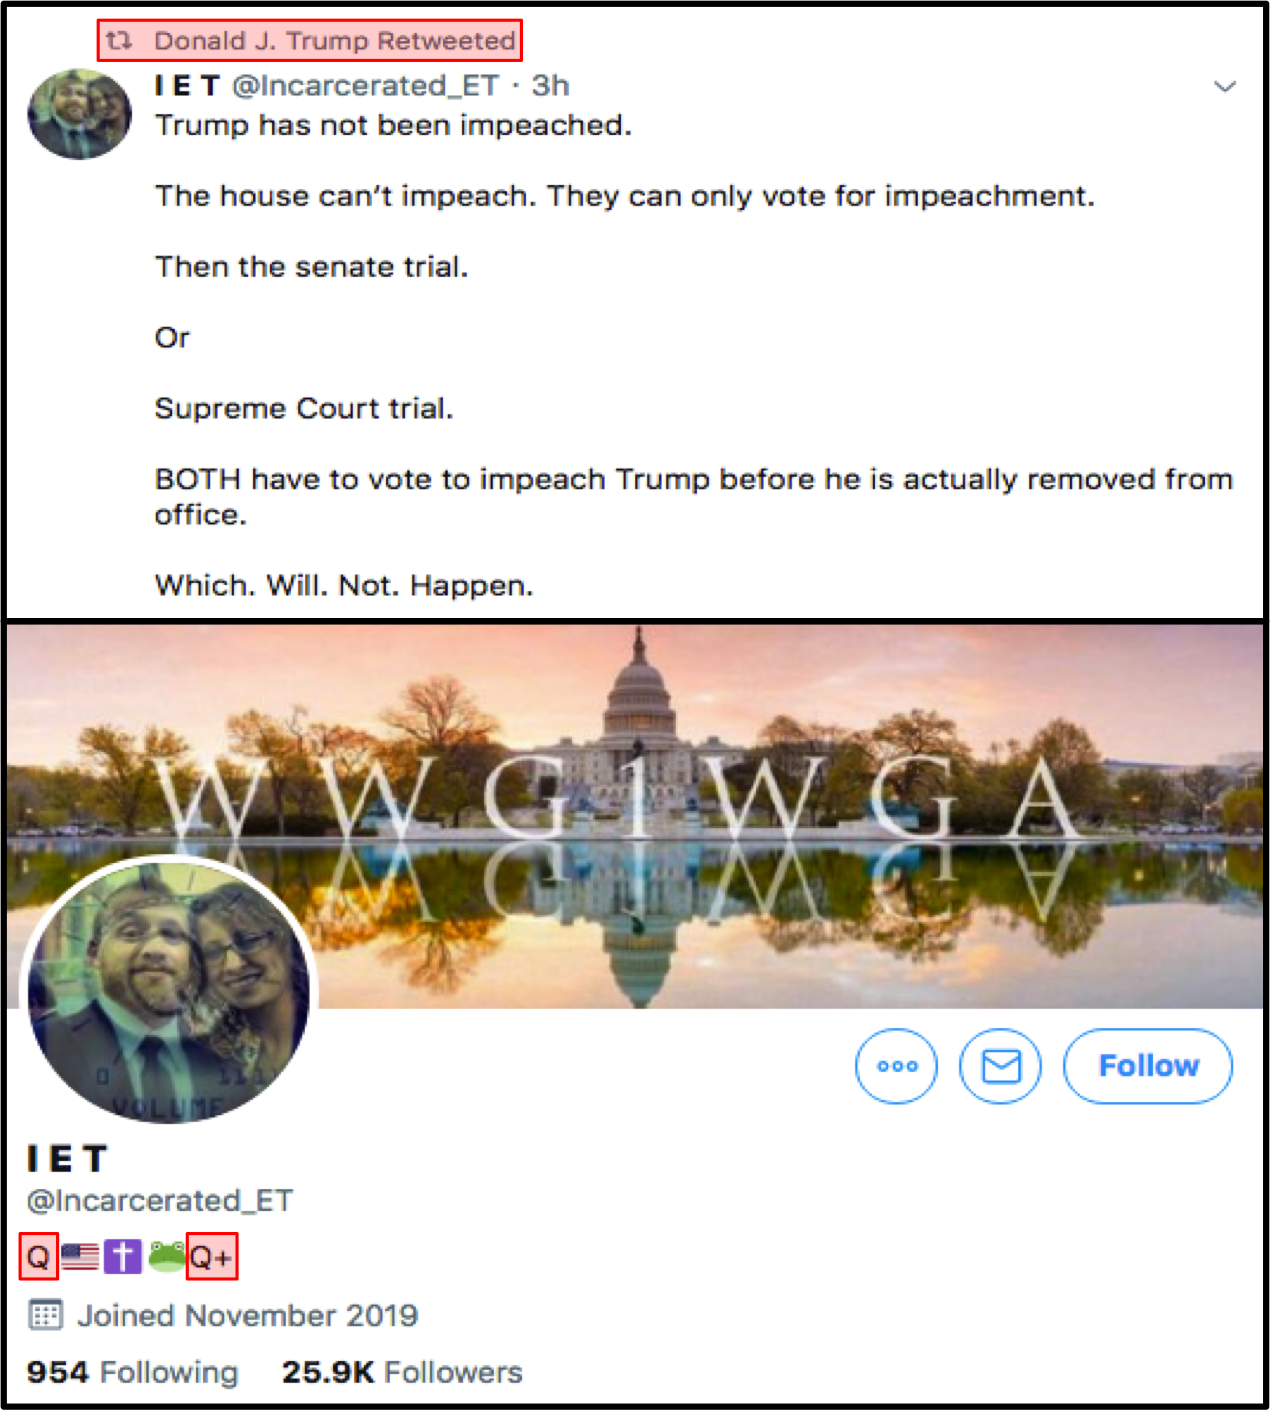 Donald J. Trump Retweeted
I E T @Incarcerated_ET · 3h
Trump has not been impeached.
The house can't impeach. They can only vote for impeachment.
Then the senate trial.
Or
Supreme Court trial.
BOTH have to vote to impeach Trump before he is actually removed from
office.
Which. Will. Not. Happen.
W W G 1 W G A
VOLUME
Follow
I E T
@Incarcerated_ET
Q🇺🇸✝️🐸Q+
Joined November 2019
954 Following 25.9K Followers